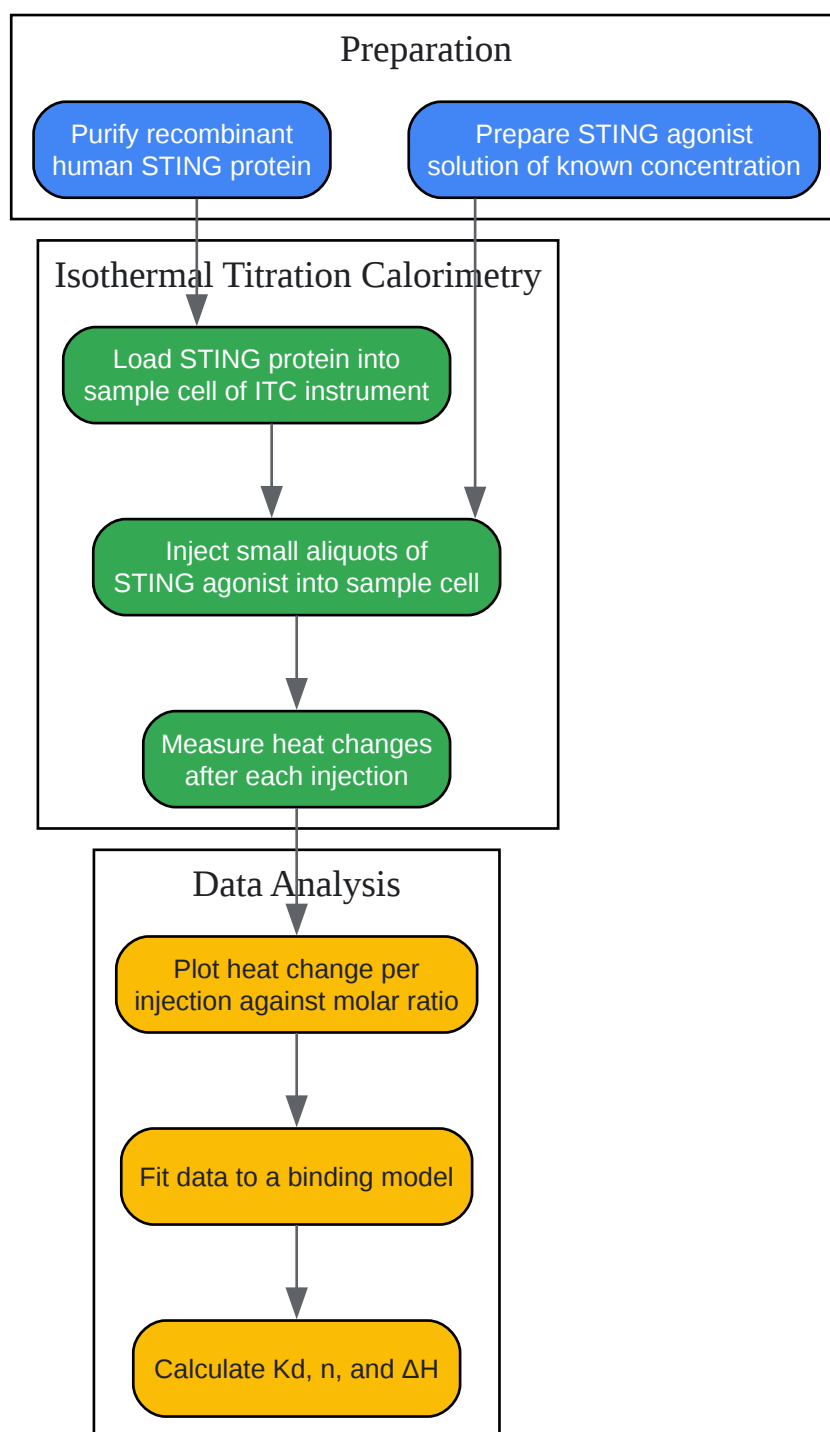 Preparation
Purify recombinant
human STING protein
Prepare STING agonist
solution of known concentration
Isothermal Titration Calorimetry
Load STING protein into
sample cell of ITC instrument
Inject small aliquots of
STING agonist into sample cell
Measure heat changes
after each injection
Data Analysis
Plot heat change per
injection against molar ratio
Fit data to a binding model
Calculate Kd, n, and ΔH